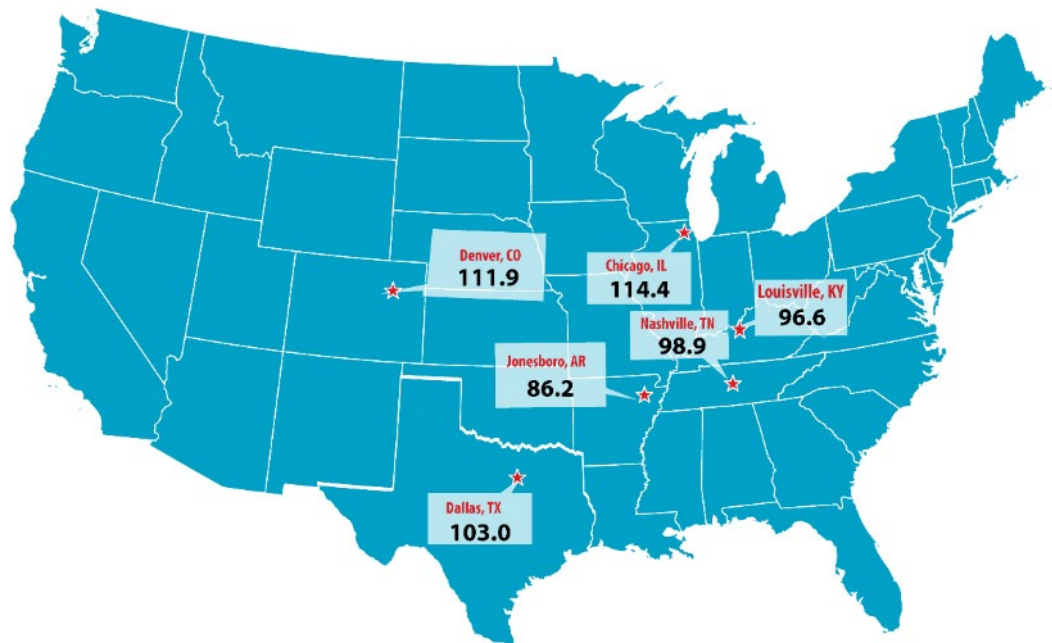 Denver, CO
111.9
Chicago, IL
114.4
Louisville, KY
96.6
Nashville, TN
98.9
Jonesboro, AR
86.2
Dallas, TX
103.0